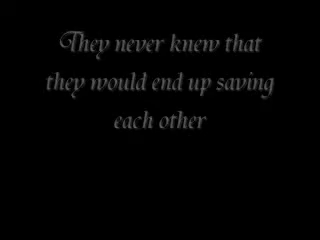 They never knew that
they would end up saving
each other